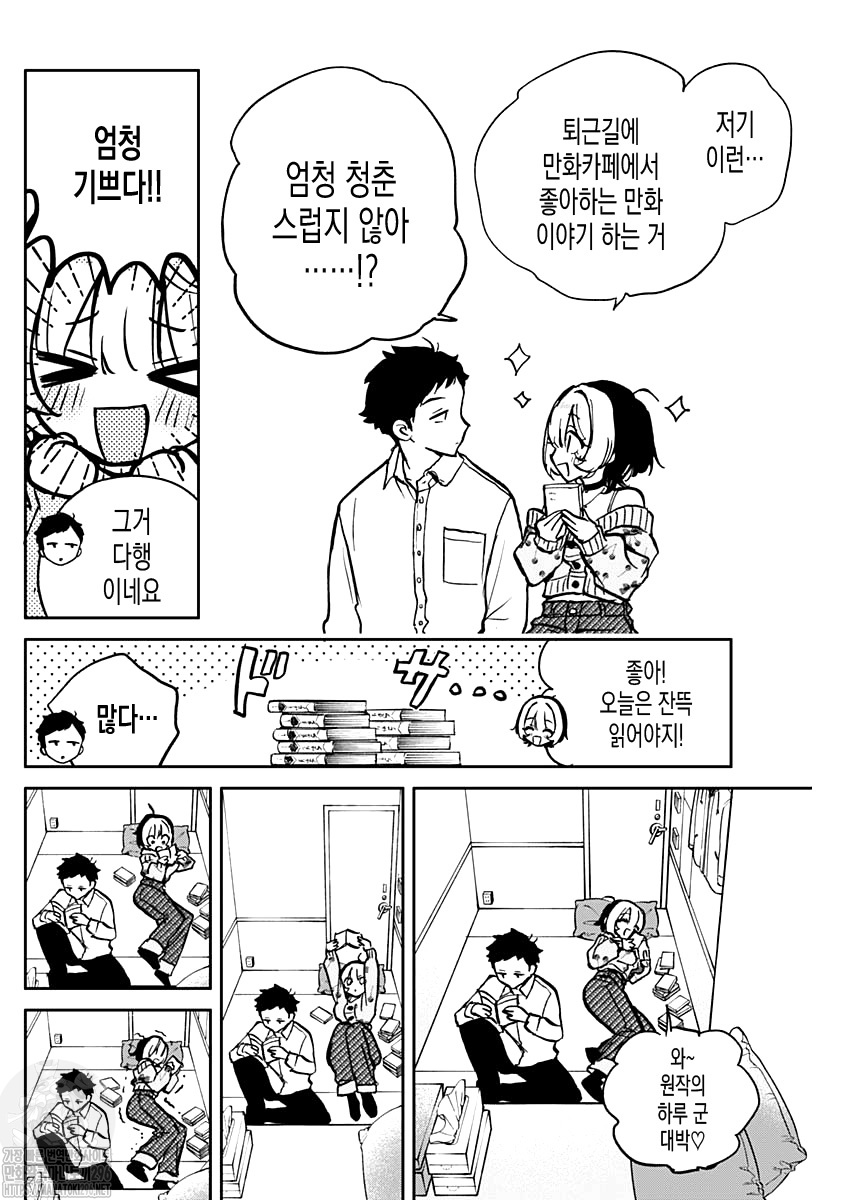 저기
이런…
퇴근길에
만화카페에서
좋아하는 만화
이야기 하는 거
엄청 청춘
스럽지 않아
……!?
엄청
기쁘다!!
그거
다행
이네요
좋아!
오늘은 잔뜩
읽어야지!
ドサ...
많다…
와~
원작의
하루 군
대박♡